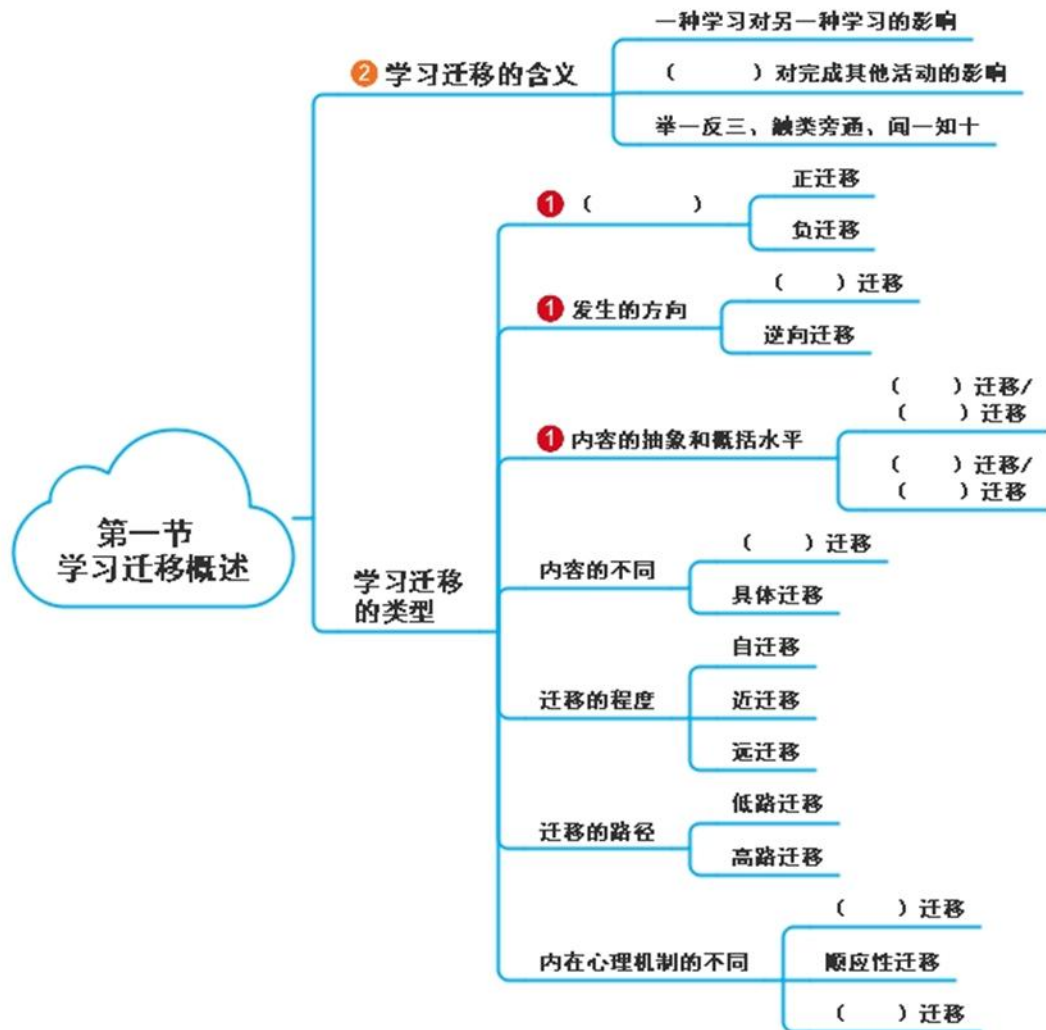 一种学习对另一种学习的影响
② 学习迁移的含义
（　　　）对完成其他活动的影响
举一反三、触类旁通、闻一知十
正迁移
① （　　　　）
负迁移
（　　）迁移
① 发生的方向
逆向迁移
（　　）迁移/
（　　）迁移
① 内容的抽象和概括水平
（　　）迁移/
（　　）迁移
第一节
学习迁移概述
学习迁移
的类型
（　　）迁移
内容的不同
具体迁移
自迁移
迁移的程度
近迁移
远迁移
低路迁移
迁移的路径
高路迁移
（　　）迁移
内在心理机制的不同
顺应性迁移
（　　）迁移